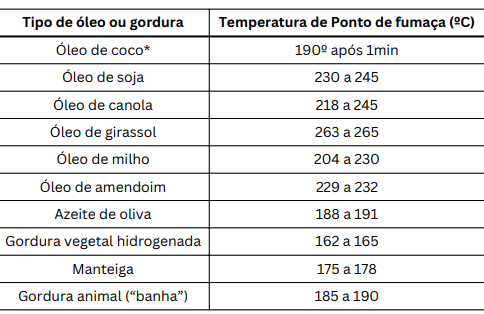 Tipo de óleo ou gordura Temperatura de Ponto de fumaça (ºC)
Óleo de coco* 190º após 1min
Óleo de soja 230 a 245
Óleo de canola 218 a 245
Óleo de girassol 263 a 265
Óleo de milho 204 a 230
Óleo de amendoim 229 a 232
Azeite de oliva 188 a 191
Gordura vegetal hidrogenada 162 a 165
Manteiga 175 a 178
Gordura animal (“banha”) 185 a 190